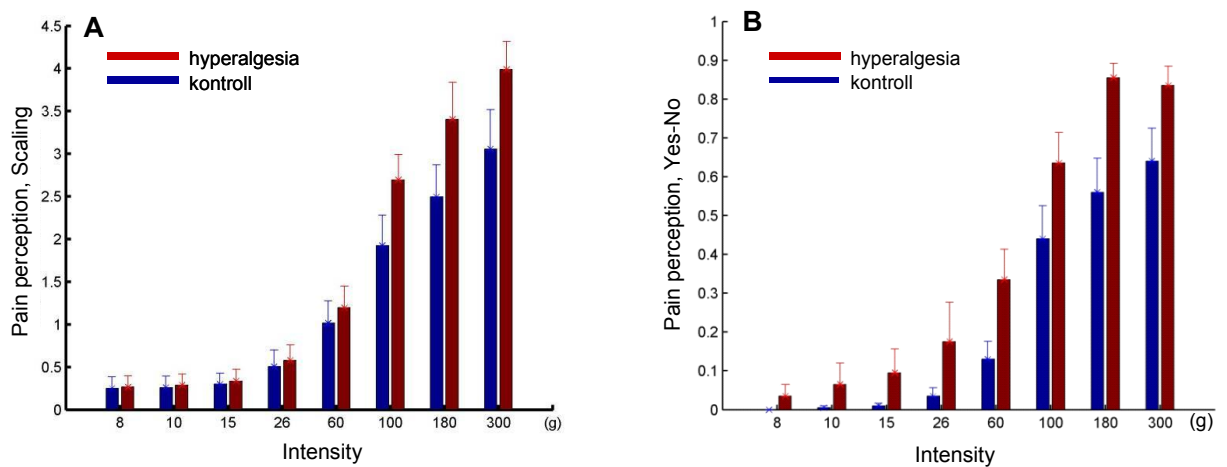 A
hyperalgesia
kontroll
Pain perception, Scaling
4.5
4
3.5
3
2.5
2
1.5
1
0.5
0
8 10 15 26 60 100 180 300 (g)
Intensity
B
hyperalgesia
kontroll
Pain perception, Yes-No
1
0.9
0.8
0.7
0.6
0.5
0.4
0.3
0.2
0.1
0
8 10 15 26 60 100 180 300 (g)
Intensity